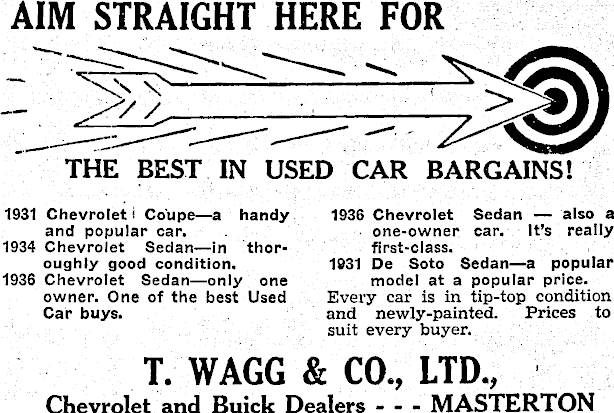 AIM STRAIGHT HERE FOR
THE BEST IN USED CAR BARGAINS!
1931 Chevrolet Coupe—a handy
and popular car.
1934 Chevrolet Sedan—in thor-
oughly good condition.
1936 Chevrolet Sedan—only one
owner. One of the best Used
Car buys.
1936 Chevrolet Sedan — also a
one-owner car. It's really
first-class.
1931 De Soto Sedan—a popular
model at a popular price.
Every car is in tip-top condition
and newly-painted. Prices to
suit every buyer.
T. WAGG & CO., LTD.,
Chevrolet and Buick Dealers - - - MASTERTON